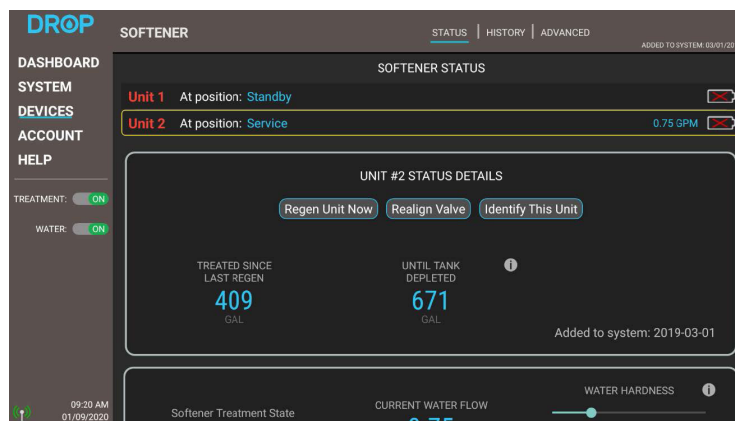 DROP
SOFTENER
STATUS | HISTORY | ADVANCED
ADDED TO SYSTEM: 03/01/20
DASHBOARD
SYSTEM
DEVICES
ACCOUNT
HELP
TREATMENT: ON
WATER: ON
09:20 AM
01/09/2020
SOFTENER STATUS
Unit 1 At position: Standby
Unit 2 At position: Service 0.75 GPM
UNIT #2 STATUS DETAILS
Regen Unit Now Realign Valve Identify This Unit
TREATED SINCE
LAST REGEN
409
GAL
UNTIL TANK
DEPLETED
671
GAL
Added to system: 2019-03-01
Softener Treatment State
CURRENT WATER FLOW
0.75
WATER HARDNESS